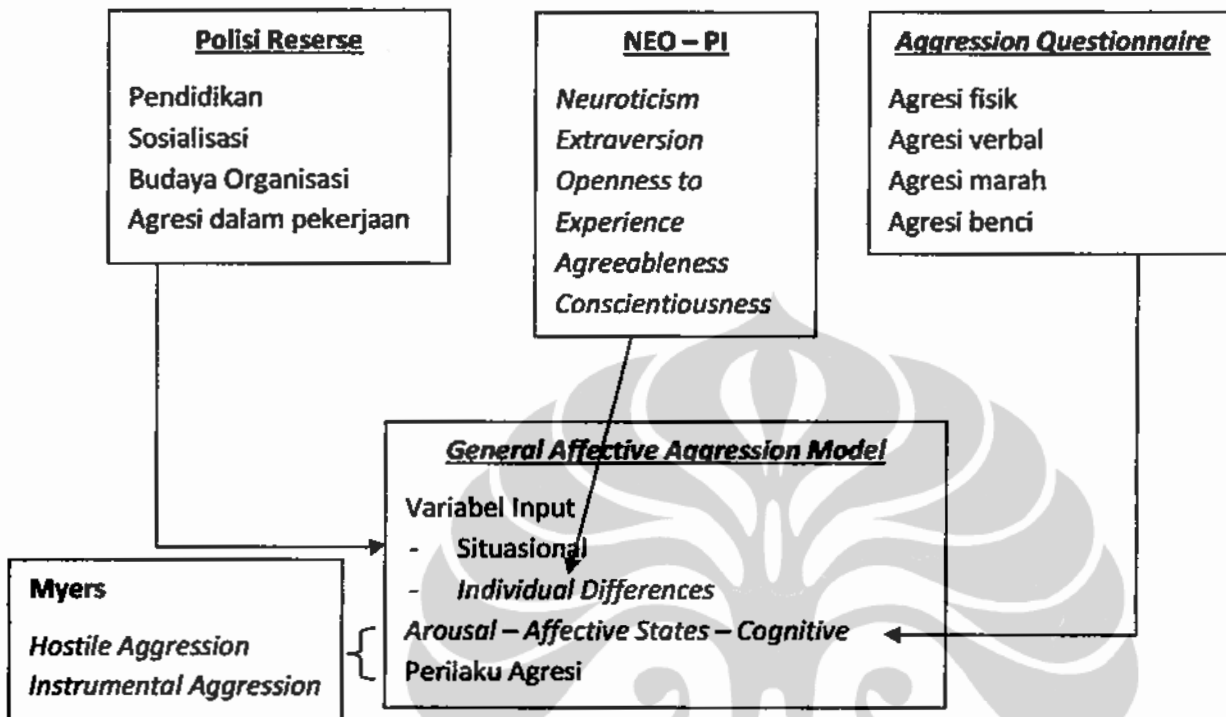 Polisi Reserse
Pendidikan
Sosialisasi
Budaya Organisasi
Agresi dalam pekerjaan
NEO – PI
Neuroticism
Extraversion
Openness to
Experience
Agreeableness
Conscientiousness
Aggression Questionnaire
Agresi fisik
Agresi verbal
Agresi marah
Agresi benci
General Affective Aggression Model
Variabel Input
- Situasional
- Individual Differences
Arousal – Affective States – Cognitive
Perilaku Agresi
Myers
Hostile Aggression
Instrumental Aggression